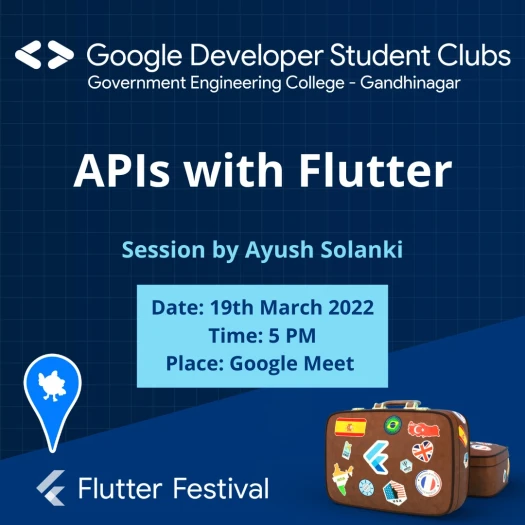 Google Developer Student Clubs
Government Engineering College - Gandhinagar
APIs with Flutter
Session by Ayush Solanki
Date: 19th March 2022
Time: 5 PM
Place: Google Meet
Flutter Festival